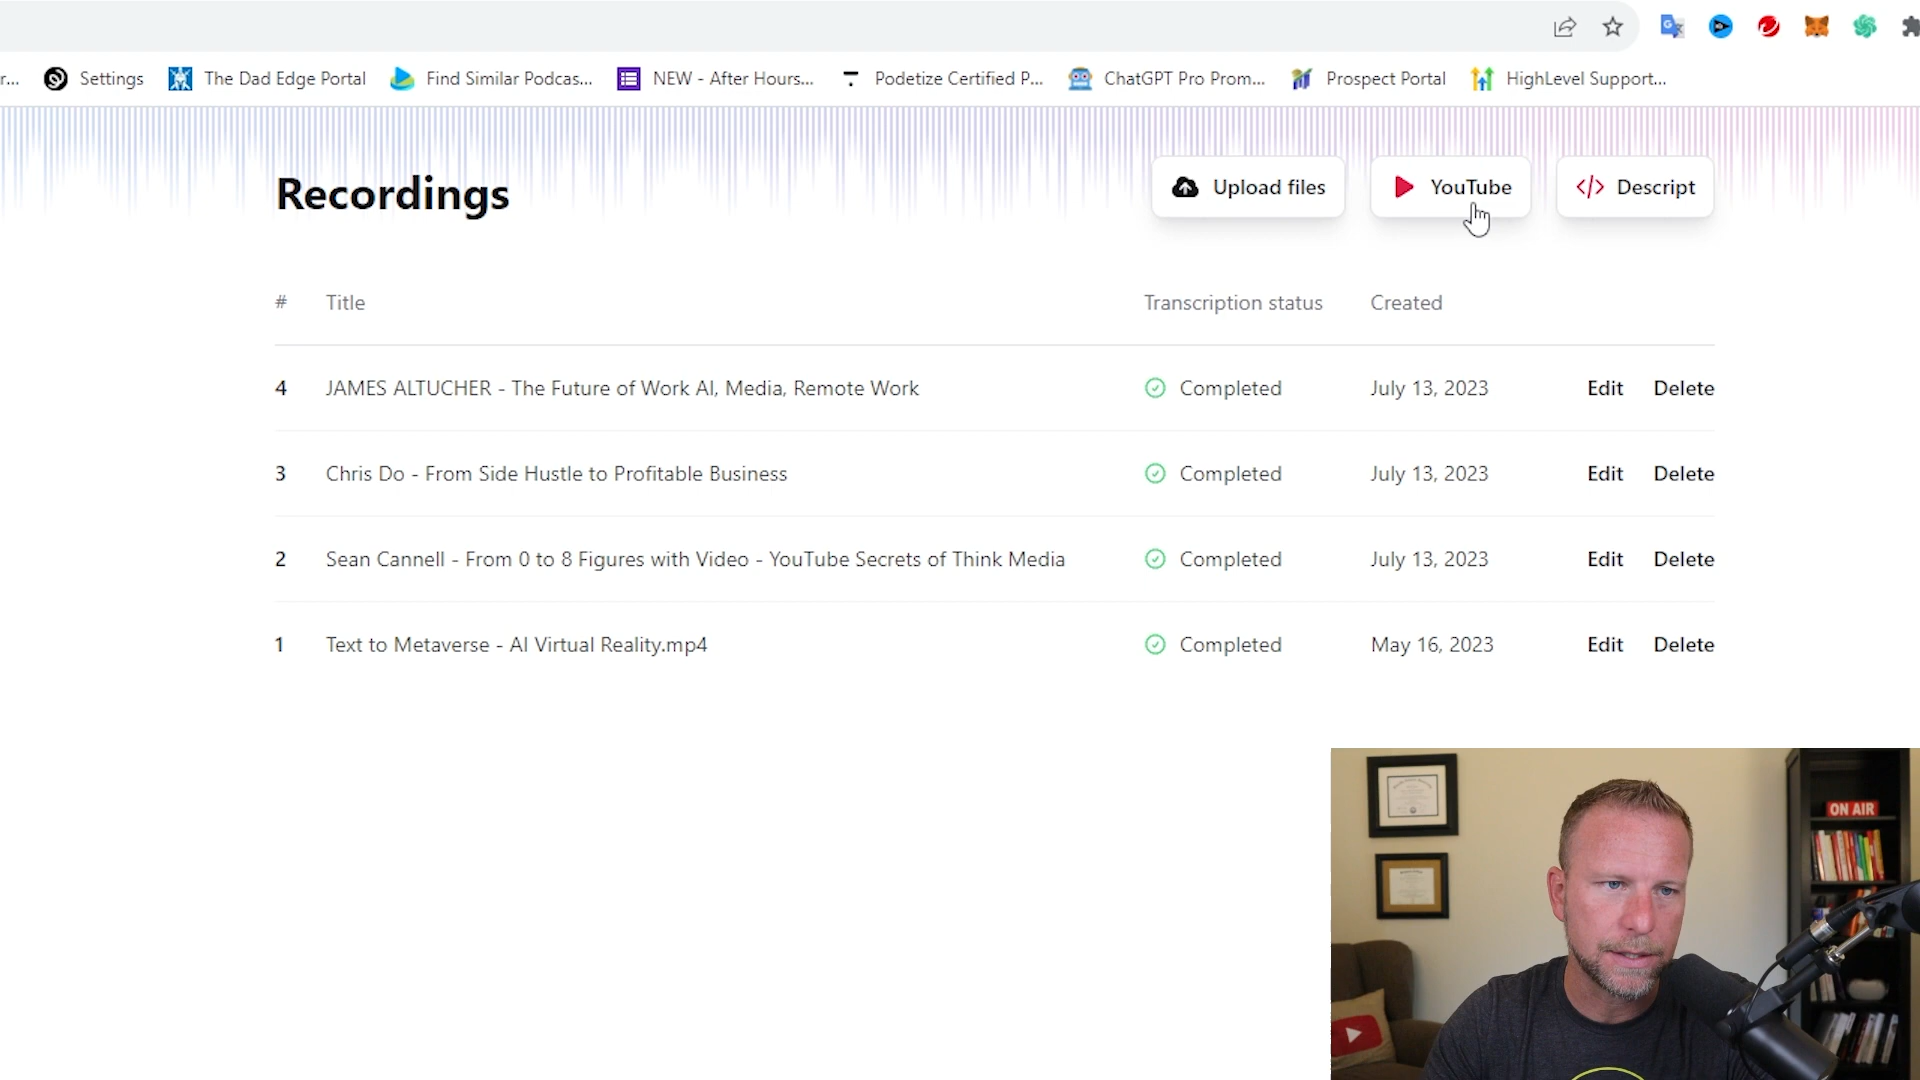 r... Settings The Dad Edge Portal Find Similar Podcas... NEW - After Hours... Podetize Certified P... ChatGPT Pro Prom... Prospect Portal HighLevel Support...
Recordings
Upload files YouTube Descript
# Title Transcription status Created
4 JAMES ALTUCHER - The Future of Work AI, Media, Remote Work Completed July 13, 2023 Edit Delete
3 Chris Do - From Side Hustle to Profitable Business Completed July 13, 2023 Edit Delete
2 Sean Cannell - From 0 to 8 Figures with Video - YouTube Secrets of Think Media Completed July 13, 2023 Edit Delete
1 Text to Metaverse - AI Virtual Reality.mp4 Completed May 16, 2023 Edit Delete
ON AIR